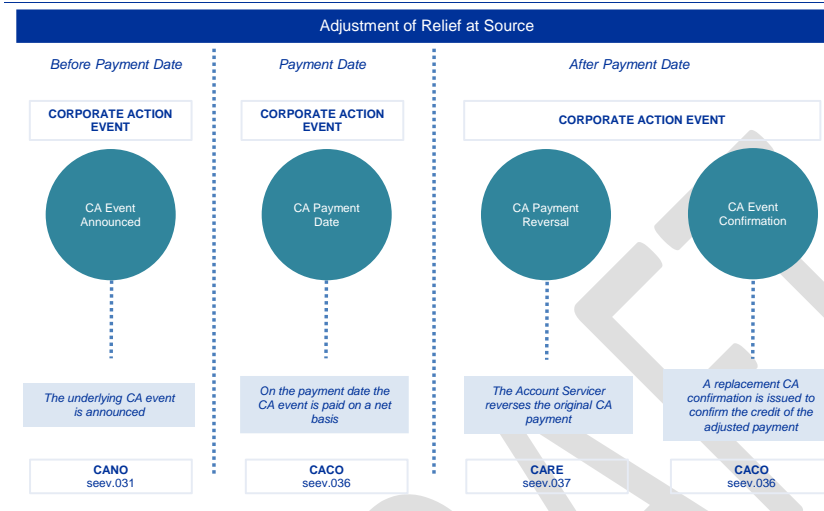 Adjustment of Relief at Source
Before Payment Date
Payment Date
After Payment Date
CORPORATE ACTION
EVENT
CORPORATE ACTION
EVENT
CORPORATE ACTION EVENT
CA Event
Announced
CA Payment
Date
CA Payment
Reversal
CA Event
Confirmation
The underlying CA event
is announced
On the payment date the
CA event is paid on a net
basis
The Account Servicer
reverses the original CA
payment
A replacement CA
confirmation is issued to
confirm the credit of the
adjusted payment
CANO
seev.031
CACO
seev.036
CARE
seev.037
CACO
seev.036